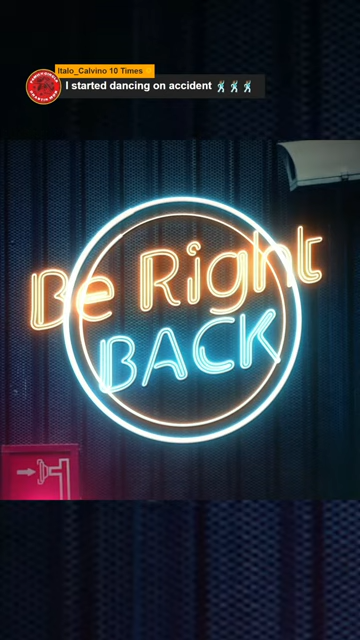 Italo_Calvino 10 Times
I started dancing on accident 🕺🕺🕺
Be Right
BACK